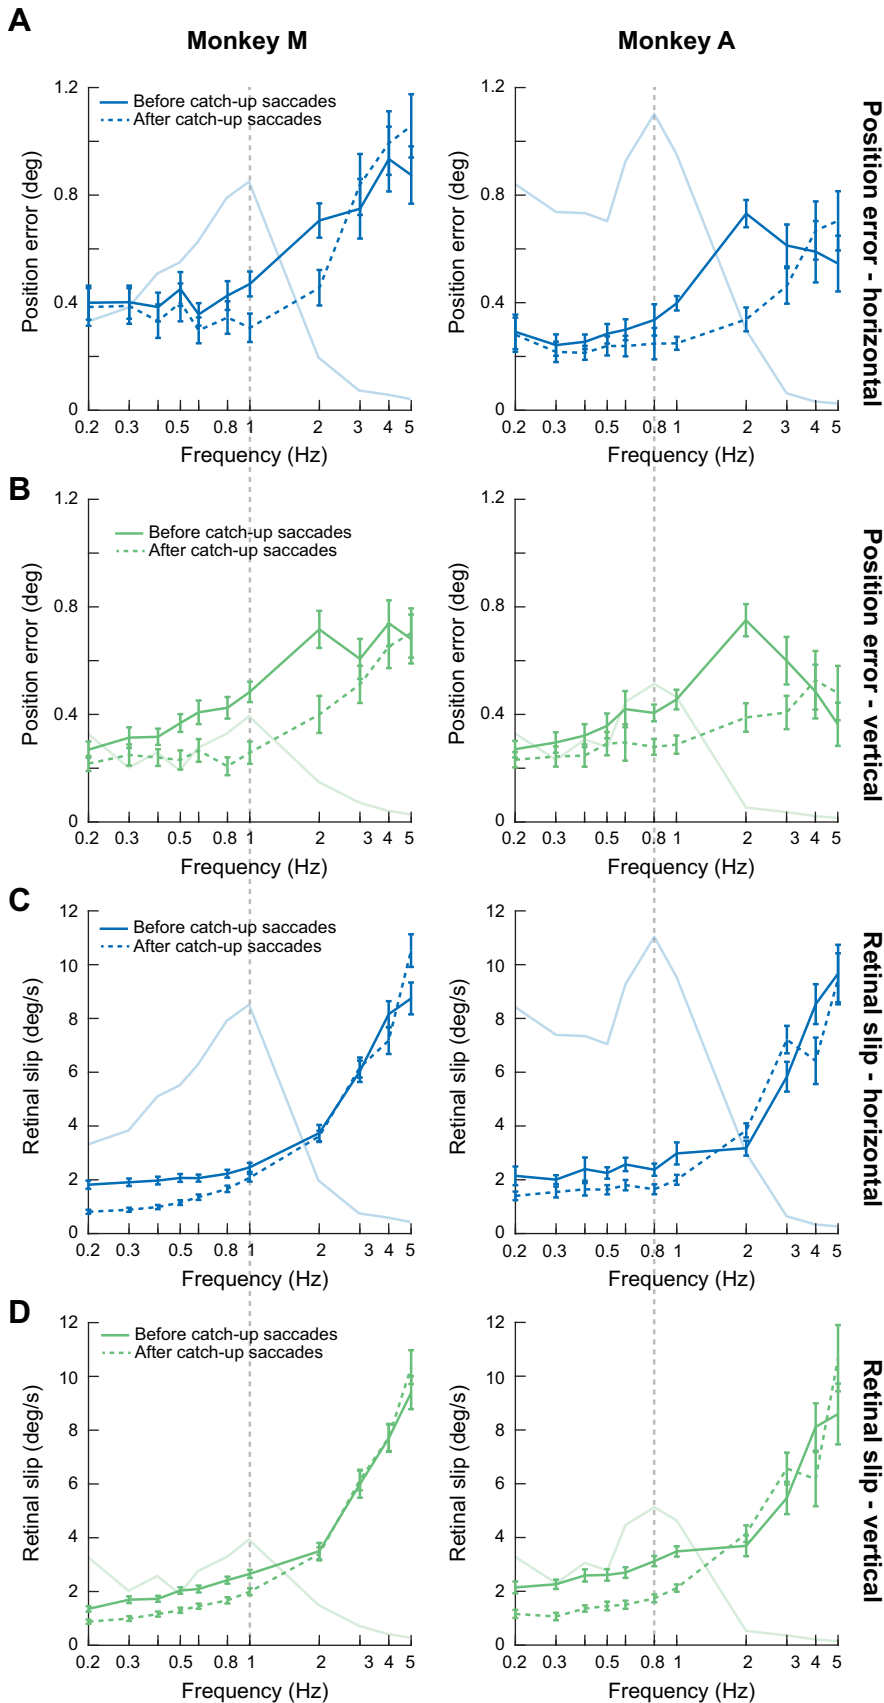 A
Monkey M
Monkey A
1.2
0.8
0.4
0
Before catch-up saccades
After catch-up saccades
Position error (deg)
0.2 0.3 0.5 0.8 1 2 3 4 5
Frequency (Hz)
1.2
0.8
0.4
0
Position error (deg)
0.2 0.3 0.5 0.8 1 2 3 4 5
Frequency (Hz)
Position error - horizontal
B
1.2
0.8
0.4
0
Before catch-up saccades
After catch-up saccades
Position error (deg)
0.2 0.3 0.5 0.8 1 2 3 4 5
Frequency (Hz)
1.2
0.8
0.4
0
Position error (deg)
0.2 0.3 0.5 0.8 1 2 3 4 5
Frequency (Hz)
Position error - vertical
C
12
10
8
6
4
2
0
Before catch-up saccades
After catch-up saccades
Retinal slip (deg/s)
0.2 0.3 0.5 0.8 1 2 3 4 5
Frequency (Hz)
12
10
8
6
4
2
0
Retinal slip (deg/s)
0.2 0.3 0.5 0.8 1 2 3 4 5
Frequency (Hz)
Retinal slip - horizontal
D
12
10
8
6
4
2
0
Before catch-up saccades
After catch-up saccades
Retinal slip (deg/s)
0.2 0.3 0.5 0.8 1 2 3 4 5
Frequency (Hz)
12
10
8
6
4
2
0
Retinal slip (deg/s)
0.2 0.3 0.5 0.8 1 2 3 4 5
Frequency (Hz)
Retinal slip - vertical